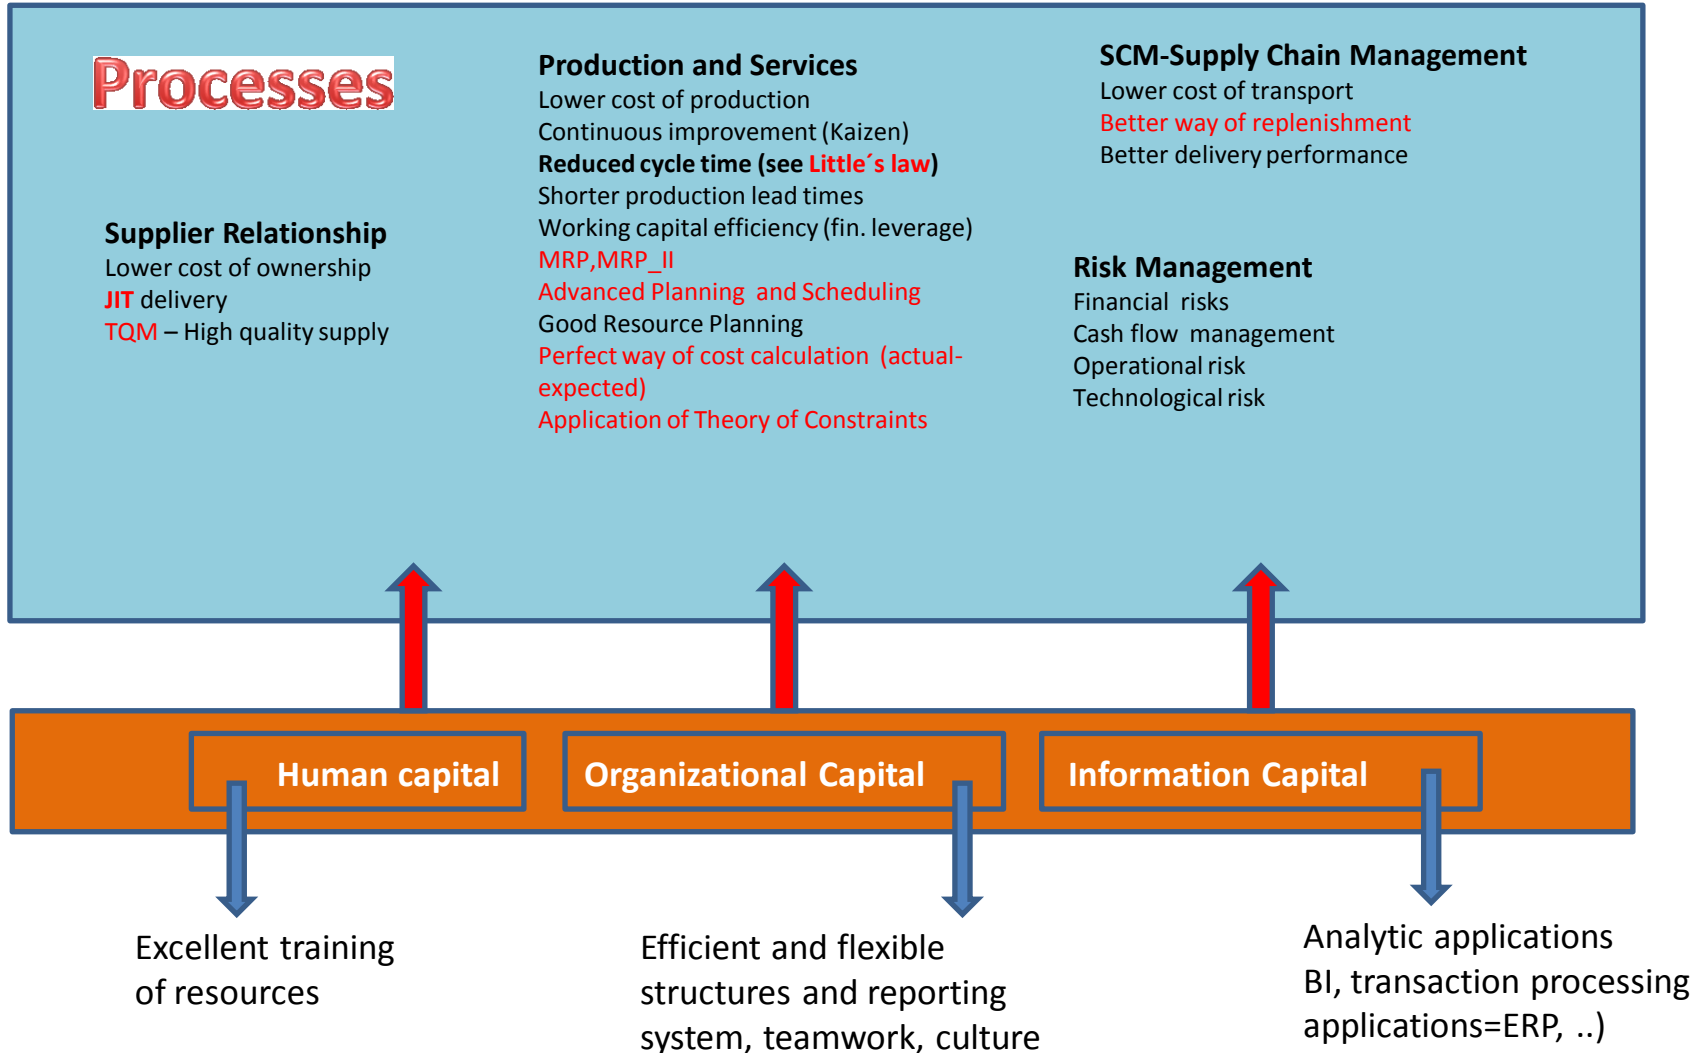 Processes
Supplier Relationship
Lower cost of ownership
JIT delivery
TQM – High quality supply
Production and Services
Lower cost of production
Continuous improvement (Kaizen)
Reduced cycle time (see Little´s law)
Shorter production lead times
Working capital efficiency (fin. leverage)
MRP,MRP_II
Advanced Planning and Scheduling
Good Resource Planning
Perfect way of cost calculation (actual-
expected)
Application of Theory of Constraints
SCM-Supply Chain Management
Lower cost of transport
Better way of replenishment
Better delivery performance
Risk Management
Financial risks
Cash flow management
Operational risk
Technological risk
Human capital
Organizational Capital
Information Capital
Excellent training
of resources
Efficient and flexible
structures and reporting
system, teamwork, culture
Analytic applications
BI, transaction processing
applications=ERP, ..)